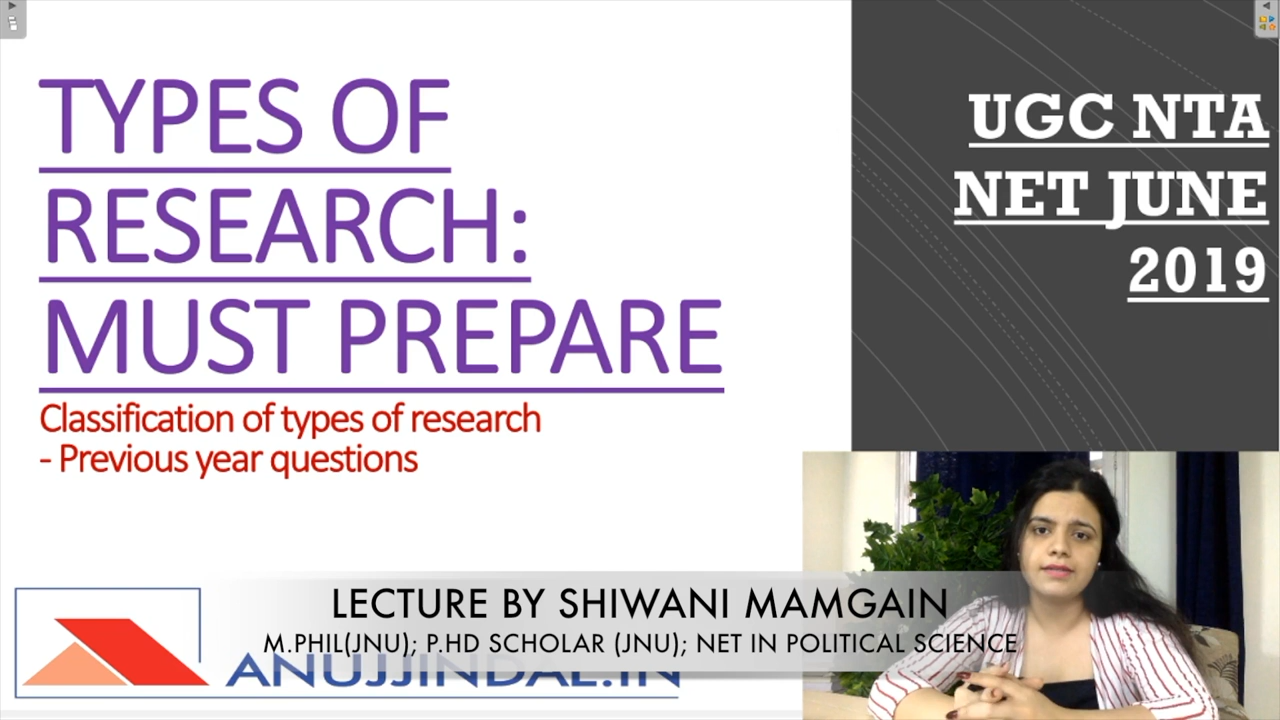 TYPES OF
RESEARCH:
MUST PREPARE
Classification of types of research
- Previous year questions
UGC NTA
NET JUNE
2019
LECTURE BY SHIWANI MAMGAIN
M.PHIL(JNU); P.HD SCHOLAR (JNU); NET IN POLITICAL SCIENCE
ANUJJINDAL.IN